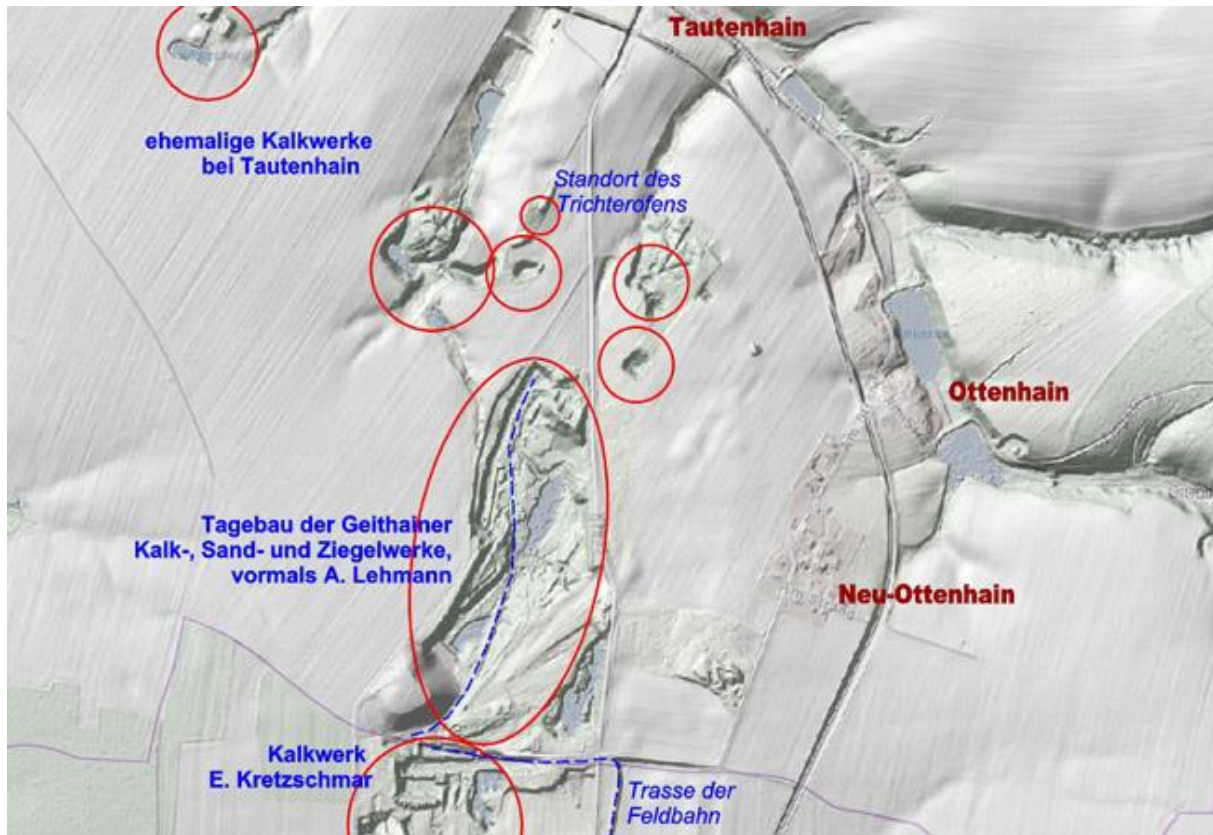 Tautenhain
ehemalige Kalkwerke
bei Tautenhain
Standort des
Trichterofens
Ottenhain
Tagebau der Geithainer
Kalk-, Sand- und Ziegelwerke,
vormals A. Lehmann
Neu-Ottenhain
Kalkwerk
E. Kretzschmar
Trasse der
Feldbahn